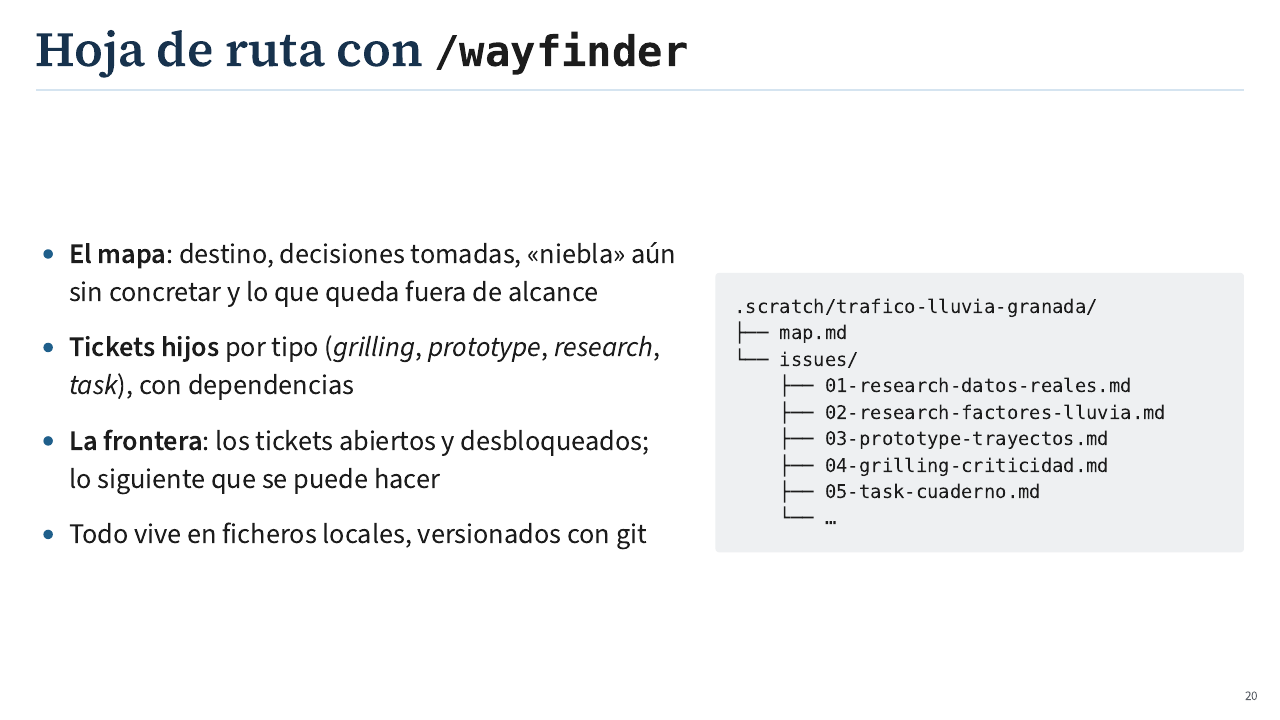 Hoja de ruta con /wayfinder
• El mapa: destino, decisiones tomadas, «niebla» aún
sin concretar y lo que queda fuera de alcance
• Tickets hijos por tipo (grilling, prototype, research,
task), con dependencias
• La frontera: los tickets abiertos y desbloqueados;
lo siguiente que se puede hacer
• Todo vive en ficheros locales, versionados con git
.scratch/trafico-lluvia-granada/
├── map.md
└── issues/
    ├── 01-research-datos-reales.md
    ├── 02-research-factores-lluvia.md
    ├── 03-prototype-trayectos.md
    ├── 04-grilling-criticidad.md
    ├── 05-task-cuaderno.md
    └── …
20